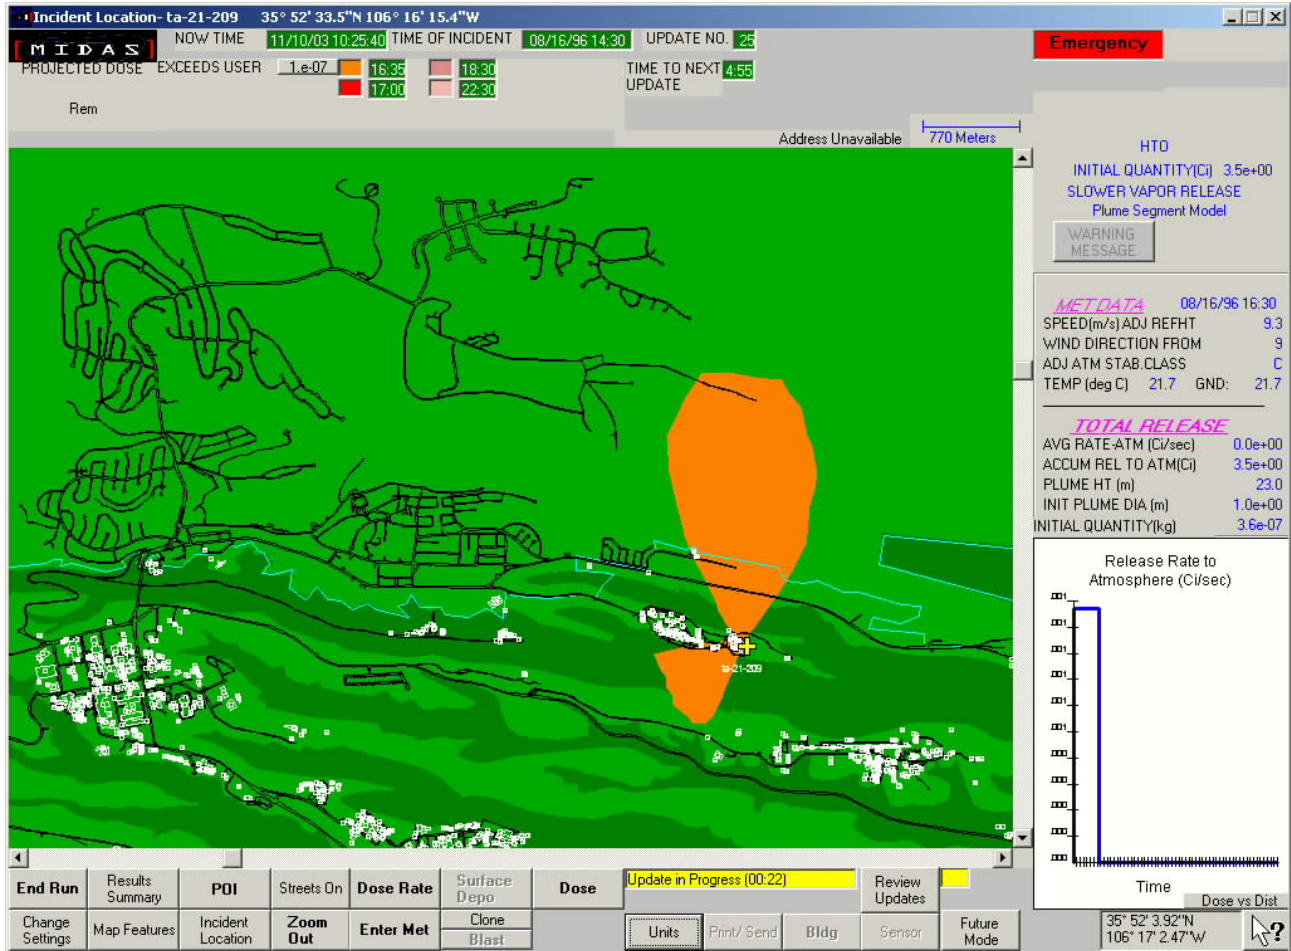 Incident Location- ta-21-209 35° 52' 33.5"N 106° 16' 15.4"W
[ M I D A S ] NOW TIME 11/10/03 10:25:40 TIME OF INCIDENT 08/16/96 14:30 UPDATE NO. 25
Emergency
PROJECTED DOSE EXCEEDS USER 1.e-07 16:35 18:30
17:00 22:30
TIME TO NEXT UPDATE 4:55
Rem
Address Unavailable 770 Meters
HTO
INITIAL QUANTITY(Ci) 3.5e+00
SLOWER VAPOR RELEASE
Plume Segment Model
WARNING
MESSAGE
MET DATA 08/16/96 16:30
SPEED(m/s) ADJ REFHT 9.3
WIND DIRECTION FROM 9
ADJ ATM STAB.CLASS C
TEMP (deg C) 21.7 GND: 21.7
TOTAL RELEASE
AVG RATE-ATM (Ci/sec) 0.0e+00
ACCUM REL TO ATM(Ci) 3.5e+00
PLUME HT (m) 23.0
INIT PLUME DIA (m) 1.0e+00
INITIAL QUANTITY(kg) 3.6e-07
ta-21-209
Release Rate to
Atmosphere (Ci/sec)
.001
.001
.001
.001
.001
.001
.000
.000
.000
.000
Time
Dose vs Dist
End Run
Results
Summary
POI
Streets On
Dose Rate
Surface
Depo
Dose
Update in Progress (00:22)
Review
Updates
Change
Settings
Map Features
Incident
Location
Zoom
Out
Enter Met
Clone
Blast
Units
Print/ Send
Bldg
Sensor
Future
Mode
35° 52' 3.92"N
106° 17' 2.47"W
?